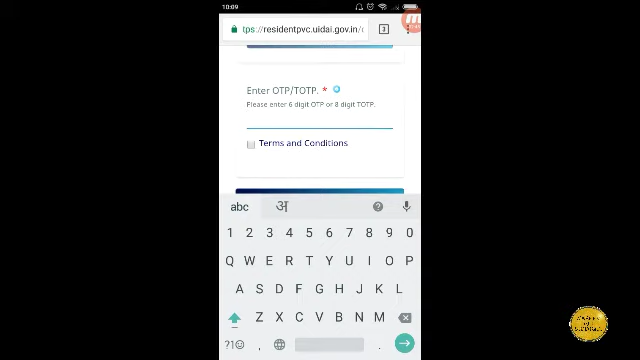 10:09
tps://residentpvc.uidai.gov.in/
3
Enter OTP/TOTP. *
Please enter 6 digit OTP or 8 digit TOTP.
Terms and Conditions
abc अ ?
1 2 3 4 5 6 7 8 9 0
Q W E R T Y U I O P
A S D F G H J K L
Z X C V B N M
?1☺ , .